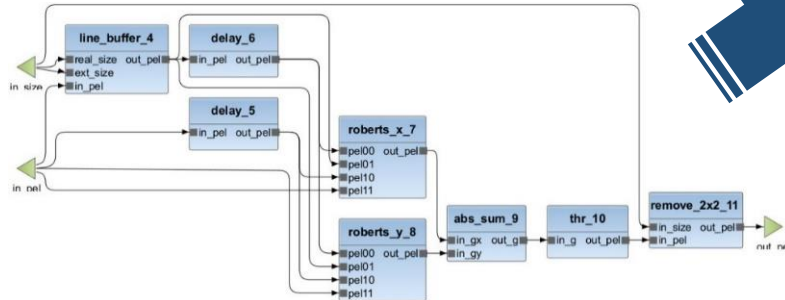 line_buffer_4
real_size out_pel
ext_size
in_pel
delay_6
in_pel out_pel
in_size
delay_5
in_pel out_pel
in_pel
roberts_x_7
pel00 out_pel
pel01
pel10
pel11
roberts_y_8
pel00 out_pel
pel01
pel10
pel11
abs_sum_9
in_gx out_g
in_gy
thr_10
in_g out_pel
remove_2x2_11
in_size out_pel
in_pel